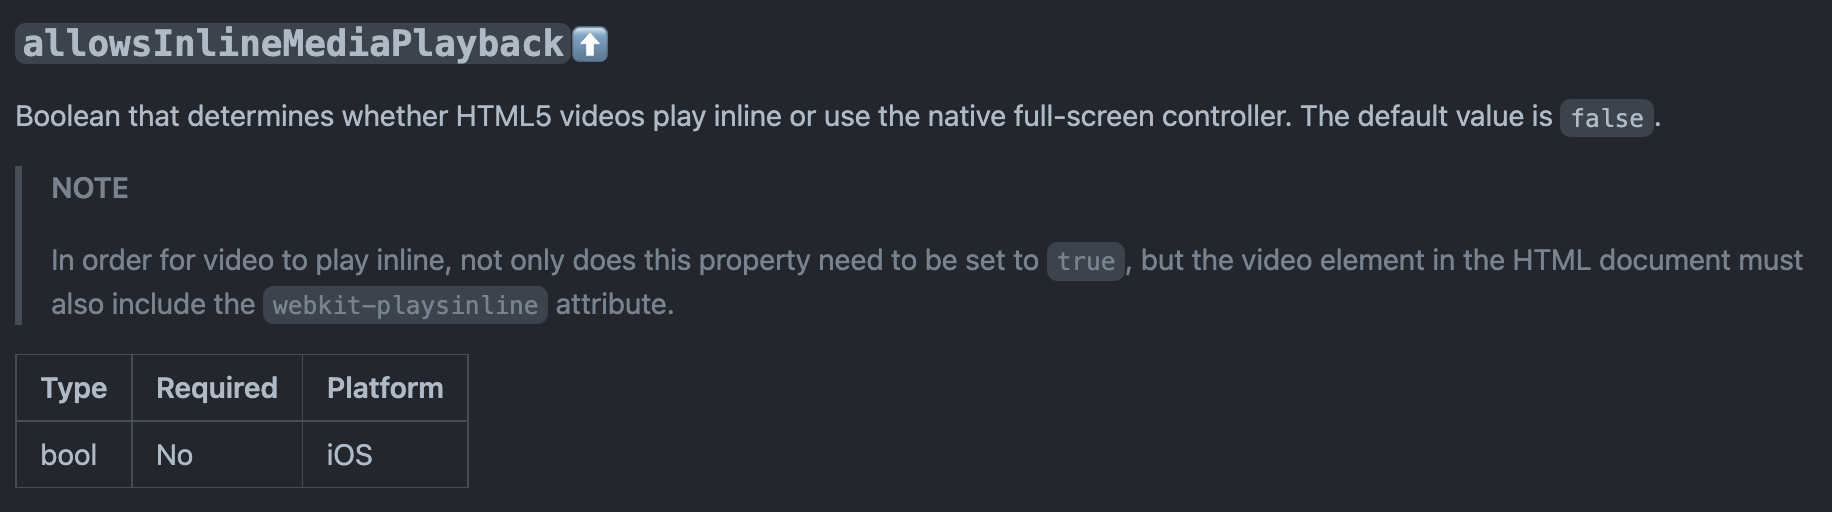 allowsInlineMediaPlayback⬆️
Boolean that determines whether HTML5 videos play inline or use the native full-screen controller. The default value is false.
NOTE
In order for video to play inline, not only does this property need to be set to true, but the video element in the HTML document must
also include the webkit-playsinline attribute.
Type Required Platform
bool No iOS